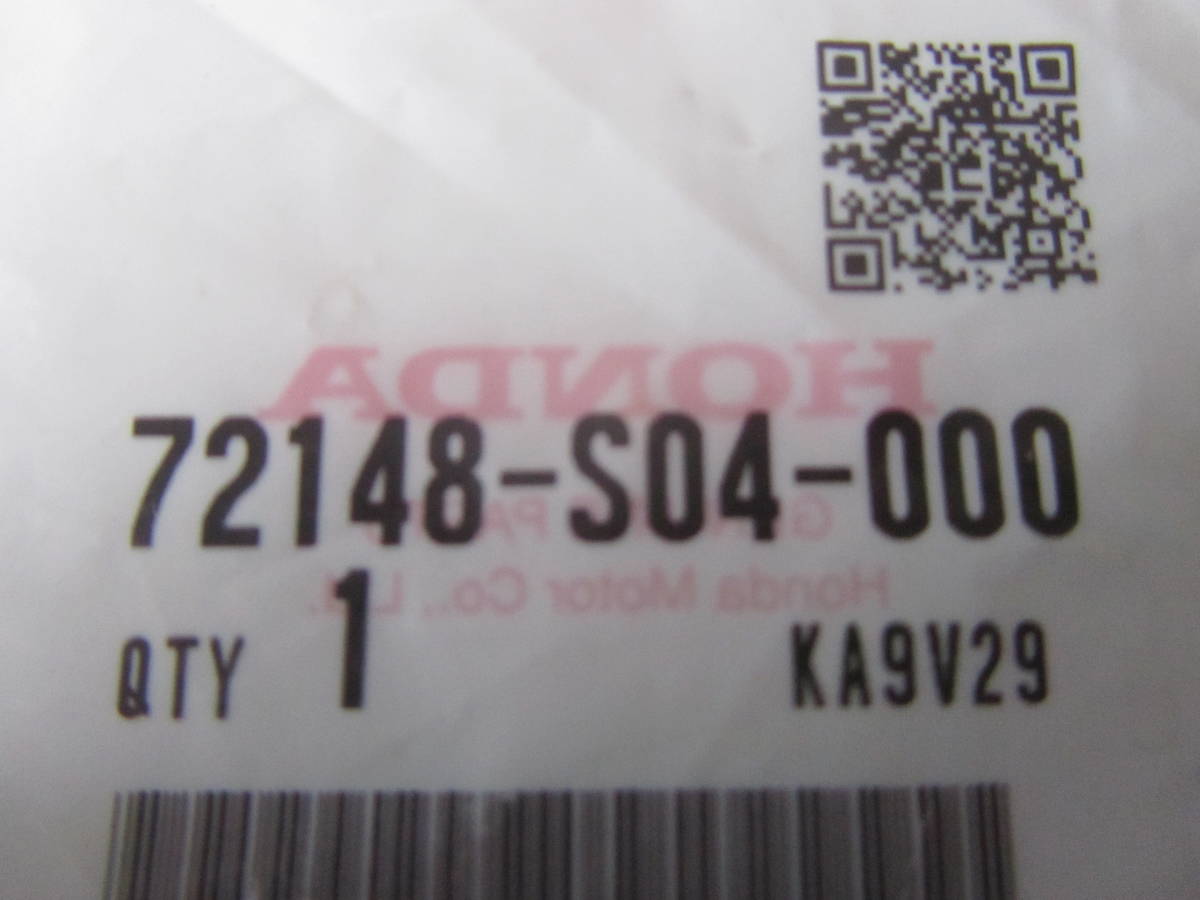 HONDA
72148-S04-000
Honda Motor Co., Ltd.
QTY 1 KA9V29